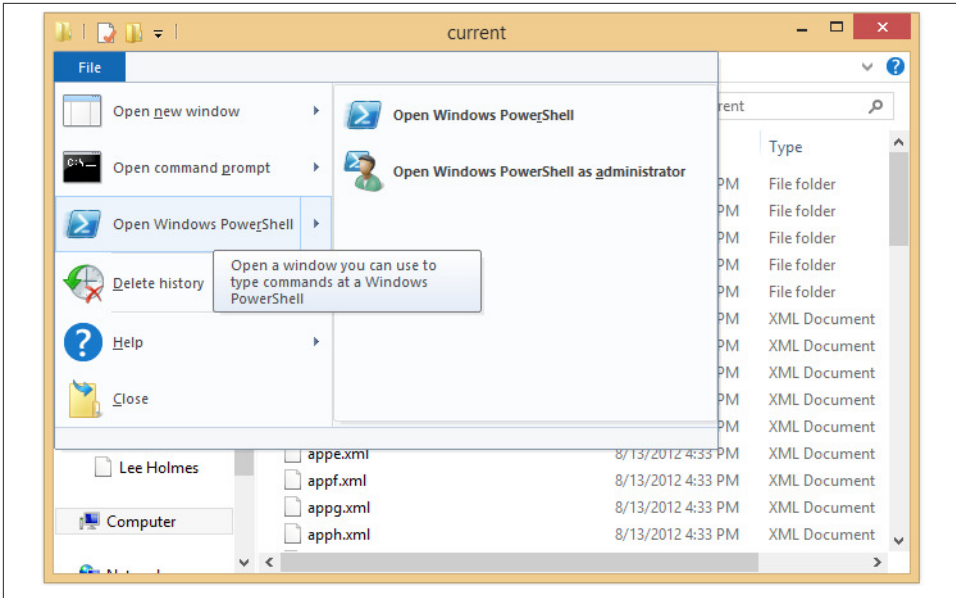 current
File
Open new window
Open command prompt
Open Windows PowerShell
Delete history
Help
Close
Open Windows PowerShell
Open Windows PowerShell as administrator
Open a window you can use to
type commands at a Windows
PowerShell
rent
Type
PM File folder
PM File folder
PM File folder
PM File folder
PM File folder
PM XML Document
PM XML Document
PM XML Document
PM XML Document
PM XML Document
appe.xml 8/13/2012 4:33 PM XML Document
appf.xml 8/13/2012 4:33 PM XML Document
appg.xml 8/13/2012 4:33 PM XML Document
apph.xml 8/13/2012 4:33 PM XML Document
Lee Holmes
Computer